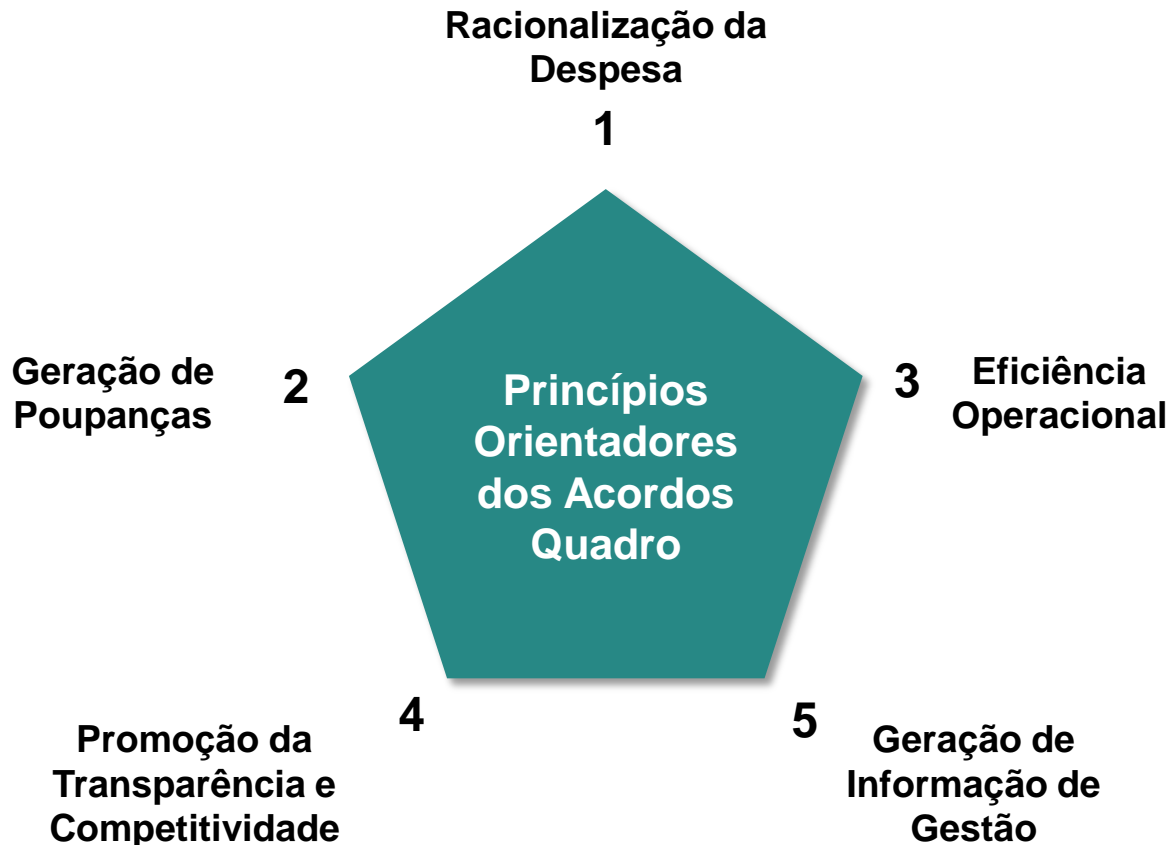 Racionalização da
Despesa
1
Geração de
Poupanças
2
Princípios
Orientadores
dos Acordos
Quadro
3
Eficiência
Operacional
4
Promoção da
Transparência e
Competitividade
5
Geração de
Informação de
Gestão